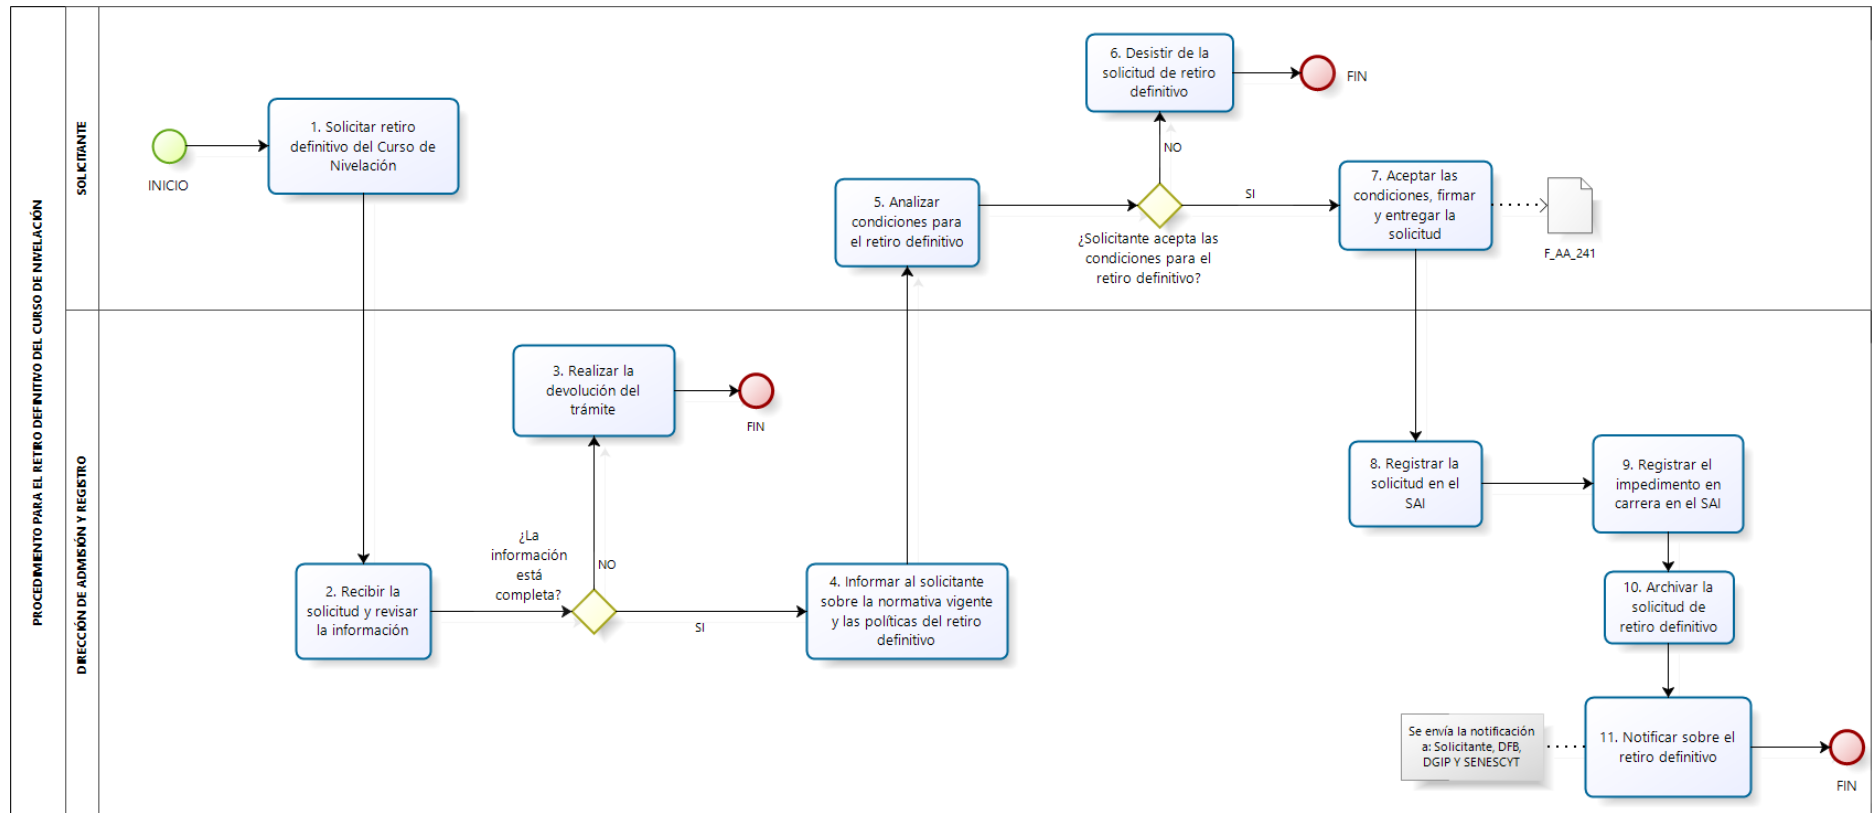 PROCEDIMIENTO PARA EL RETIRO DEFINITIVO DEL CURSO DE NIVELACIÓN
SOLICITANTE
INICIO
1. Solicitar retiro
definitivo del Curso de
Nivelación
5. Analizar
condiciones para
el retiro definitivo
¿Solicitante acepta las
condiciones para el
retiro definitivo?
NO
6. Desistir de la
solicitud de retiro
definitivo
FIN
SI
7. Aceptar las
condiciones, firmar
y entregar la
solicitud
F_AA_241
DIRECCIÓN DE ADMISIÓN Y REGISTRO
2. Recibir la
solicitud y revisar
la información
¿La
información
está
completa?
NO
3. Realizar la
devolución del
trámite
FIN
SI
4. Informar al solicitante
sobre la normativa vigente
y las políticas del retiro
definitivo
8. Registrar la
solicitud en el
SAI
9. Registrar el
impedimento en
carrera en el SAI
10. Archivar la
solicitud de
retiro definitivo
11. Notificar sobre el
retiro definitivo
Se envía la notificación
a: Solicitante, DFB,
DGIP Y SENESCYT
FIN